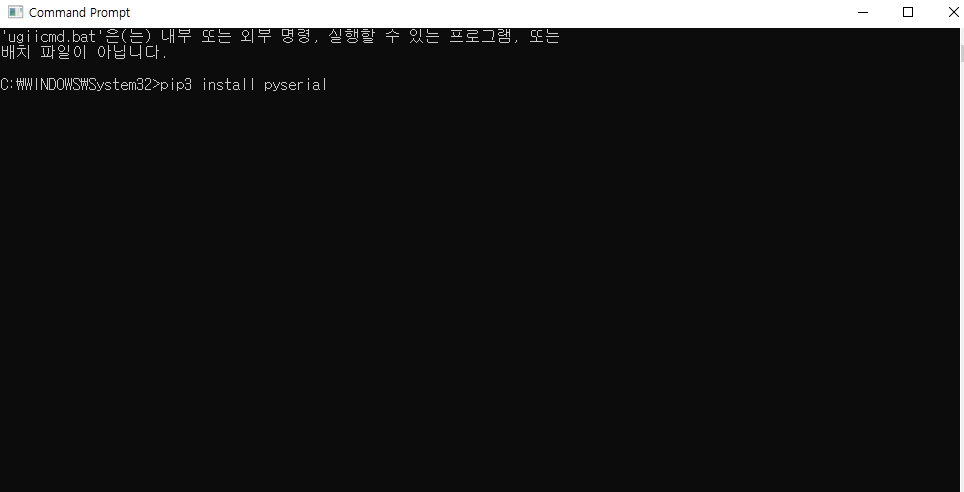 Command Prompt
'ugiicmd.bat'은(는) 내부 또는 외부 명령, 실행할 수 있는 프로그램, 또는
배치 파일이 아닙니다.
C:₩WINDOWS₩System32>pip3 install pyserial